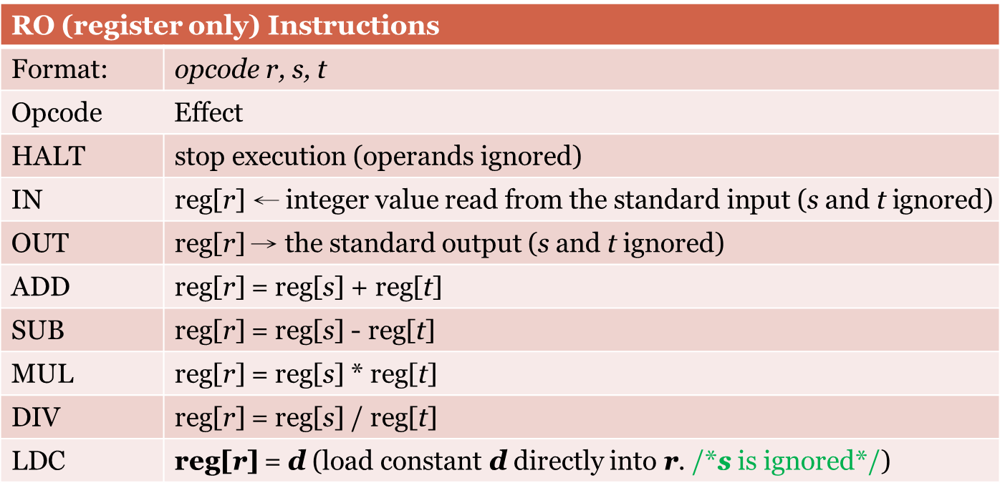 RO (register only) Instructions
Format: opcode r, s, t
Opcode Effect
HALT stop execution (operands ignored)
IN reg[r] ← integer value read from the standard input (s and t ignored)
OUT reg[r] → the standard output (s and t ignored)
ADD reg[r] = reg[s] + reg[t]
SUB reg[r] = reg[s] - reg[t]
MUL reg[r] = reg[s] * reg[t]
DIV reg[r] = reg[s] / reg[t]
LDC reg[r] = d (load constant d directly into r. /*s is ignored*/)